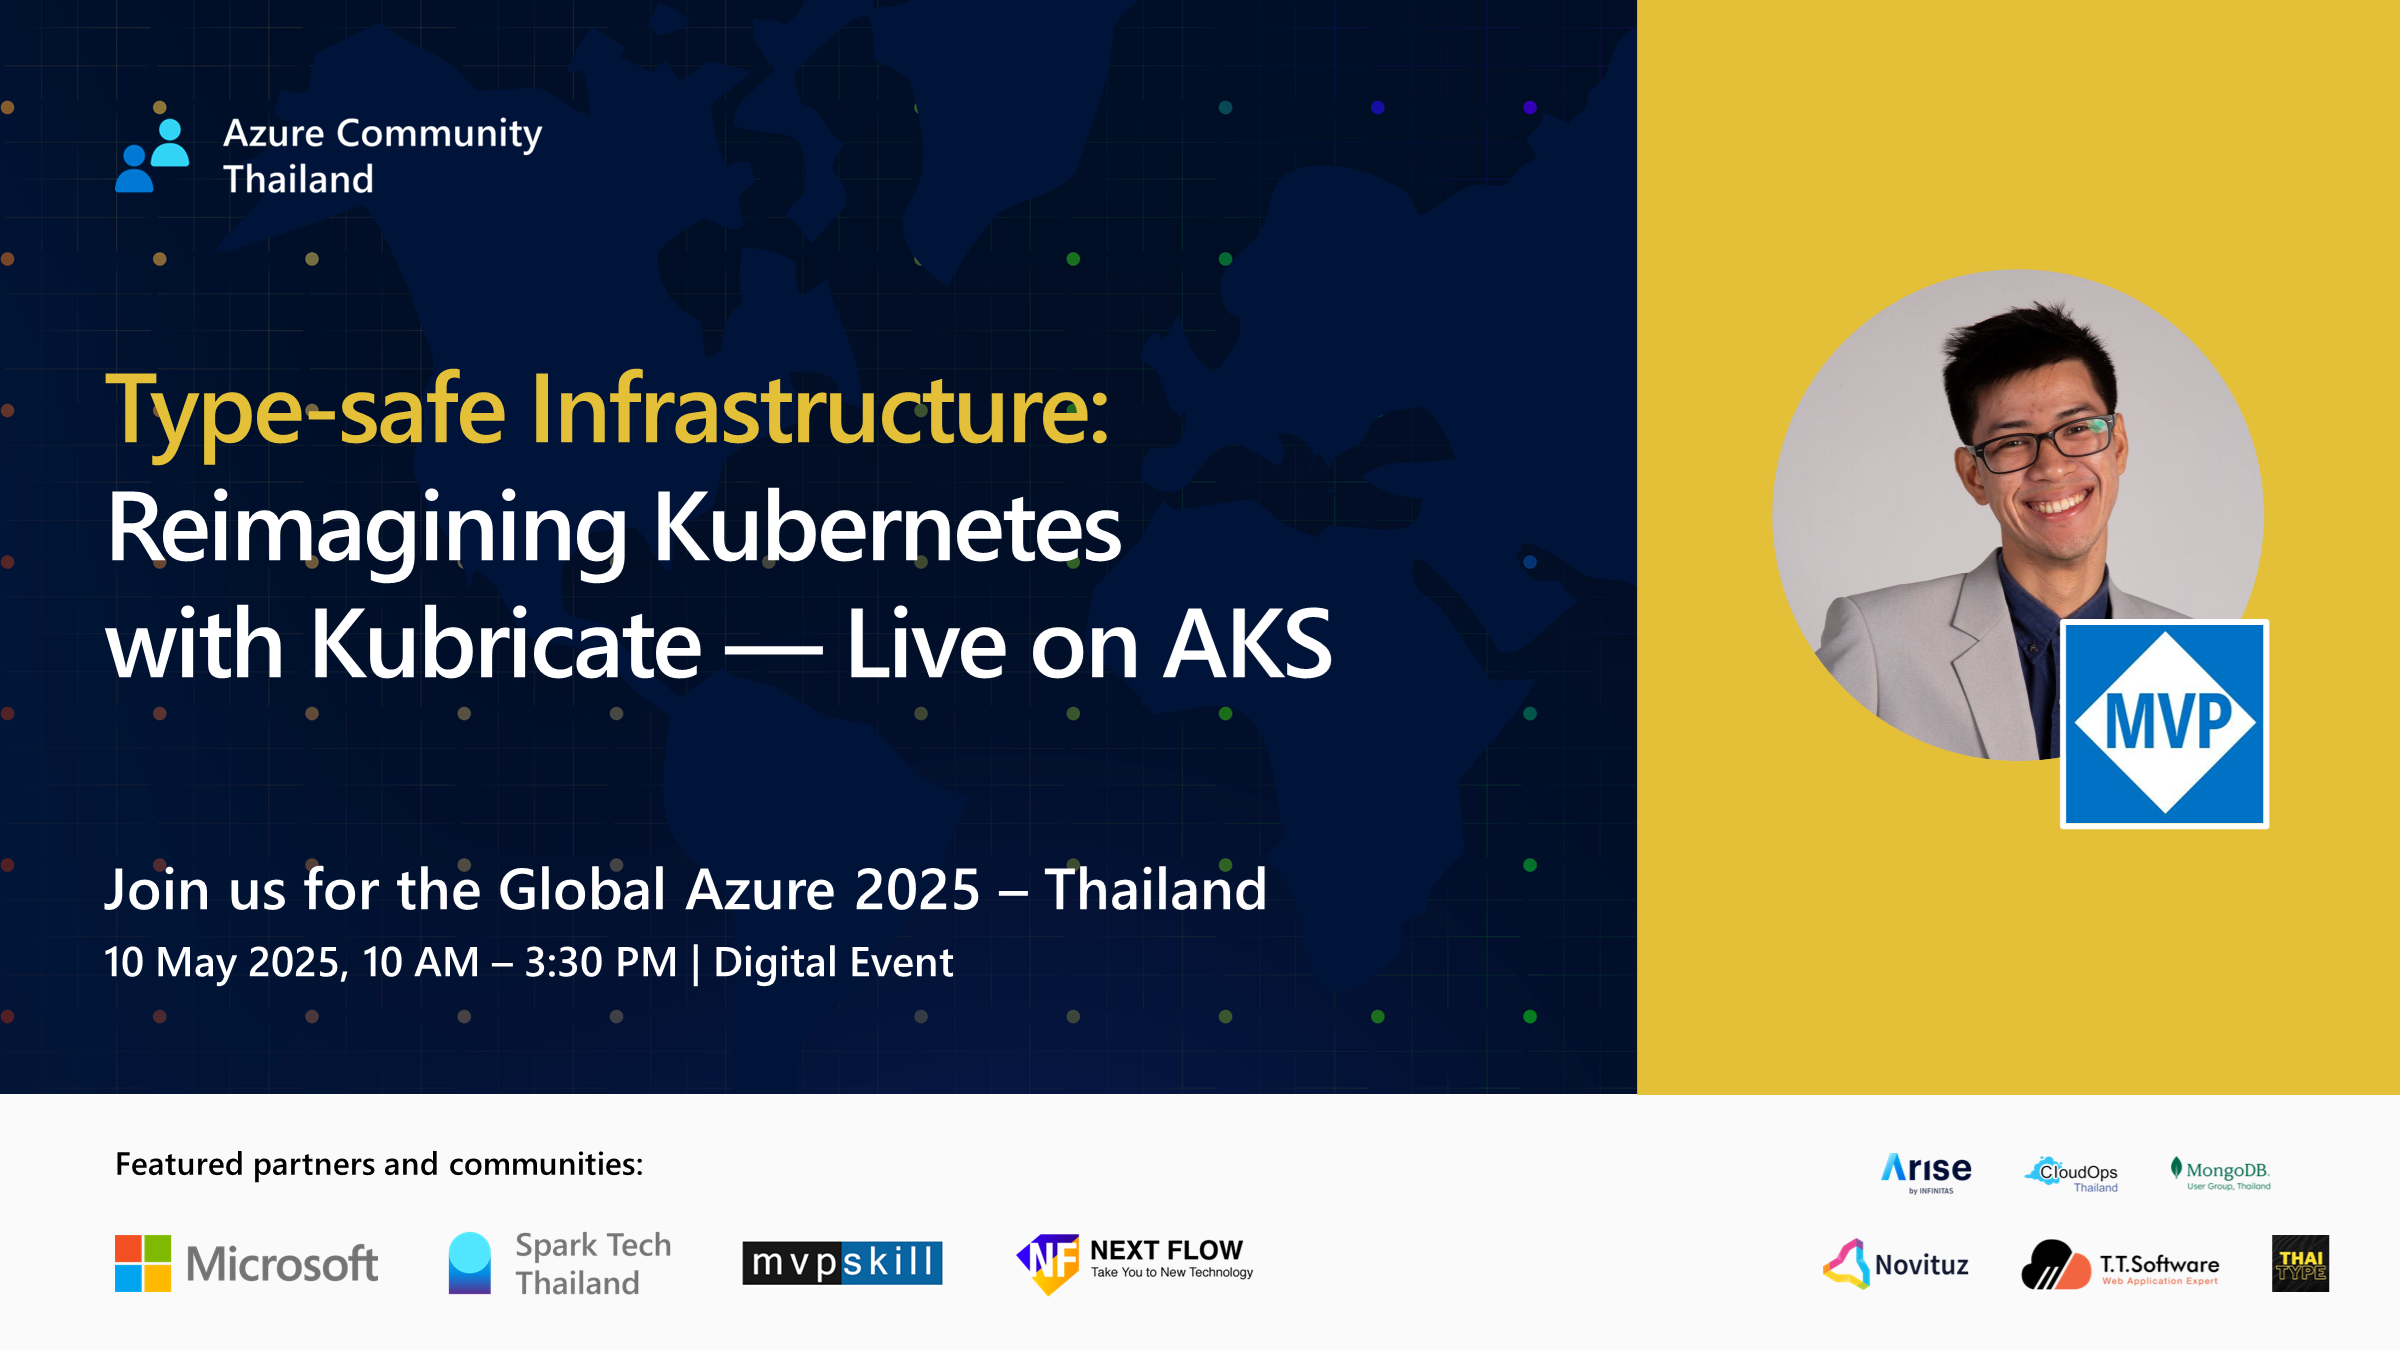 Azure Community
Thailand
Type-safe Infrastructure:
Reimagining Kubernetes
with Kubricate — Live on AKS
Join us for the Global Azure 2025 – Thailand
10 May 2025, 10 AM – 3:30 PM | Digital Event
MVP
Featured partners and communities:
Microsoft
Spark Tech
Thailand
mvpskill
NF
NEXT FLOW
Take You to New Technology
Arise
by INFINITAS
CloudOps
Thailand
MongoDB.
User Group, Thailand
Novituz
T.T.Software
Web Application Expert
THAI
TYPE